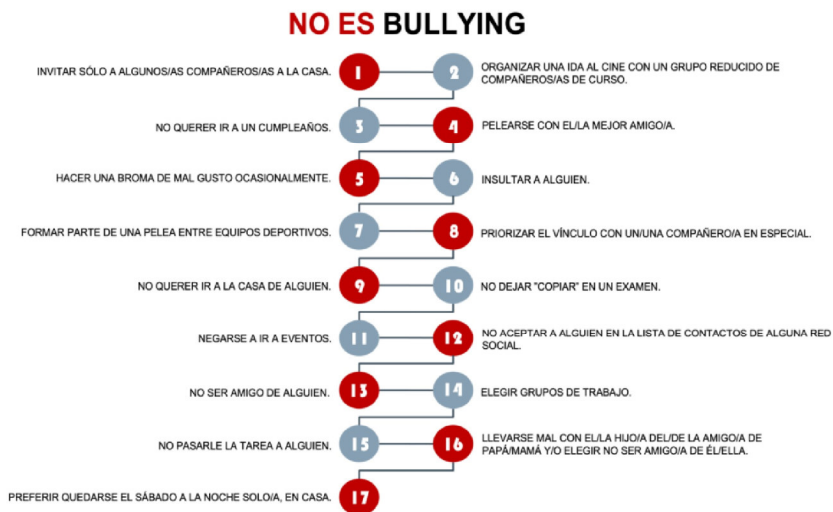 NO ES BULLYING
INVITAR SÓLO A ALGUNOS/AS COMPAÑEROS/AS A LA CASA.
1
2
ORGANIZAR UNA IDA AL CINE CON UN GRUPO REDUCIDO DE
COMPAÑEROS/AS DE CURSO.
NO QUERER IR A UN CUMPLEAÑOS.
3
4
PELEARSE CON EL/LA MEJOR AMIGO/A.
HACER UNA BROMA DE MAL GUSTO OCASIONALMENTE.
5
6
INSULTAR A ALGUIEN.
FORMAR PARTE DE UNA PELEA ENTRE EQUIPOS DEPORTIVOS.
7
8
PRIORIZAR EL VÍNCULO CON UN/UNA COMPAÑERO/A EN ESPECIAL.
NO QUERER IR A LA CASA DE ALGUIEN.
9
10
NO DEJAR "COPIAR" EN UN EXAMEN.
NEGARSE A IR A EVENTOS.
11
12
NO ACEPTAR A ALGUIEN EN LA LISTA DE CONTACTOS DE ALGUNA RED
SOCIAL.
NO SER AMIGO DE ALGUIEN.
13
14
ELEGIR GRUPOS DE TRABAJO.
NO PASARLE LA TAREA A ALGUIEN.
15
16
LLEVARSE MAL CON EL/LA HIJO/A DEL/DE LA AMIGO/A DE
PAPÁ/MAMÁ Y/O ELEGIR NO SER AMIGO/A DE ÉL/ELLA.
PREFERIR QUEDARSE EL SÁBADO A LA NOCHE SOLO/A, EN CASA.
17